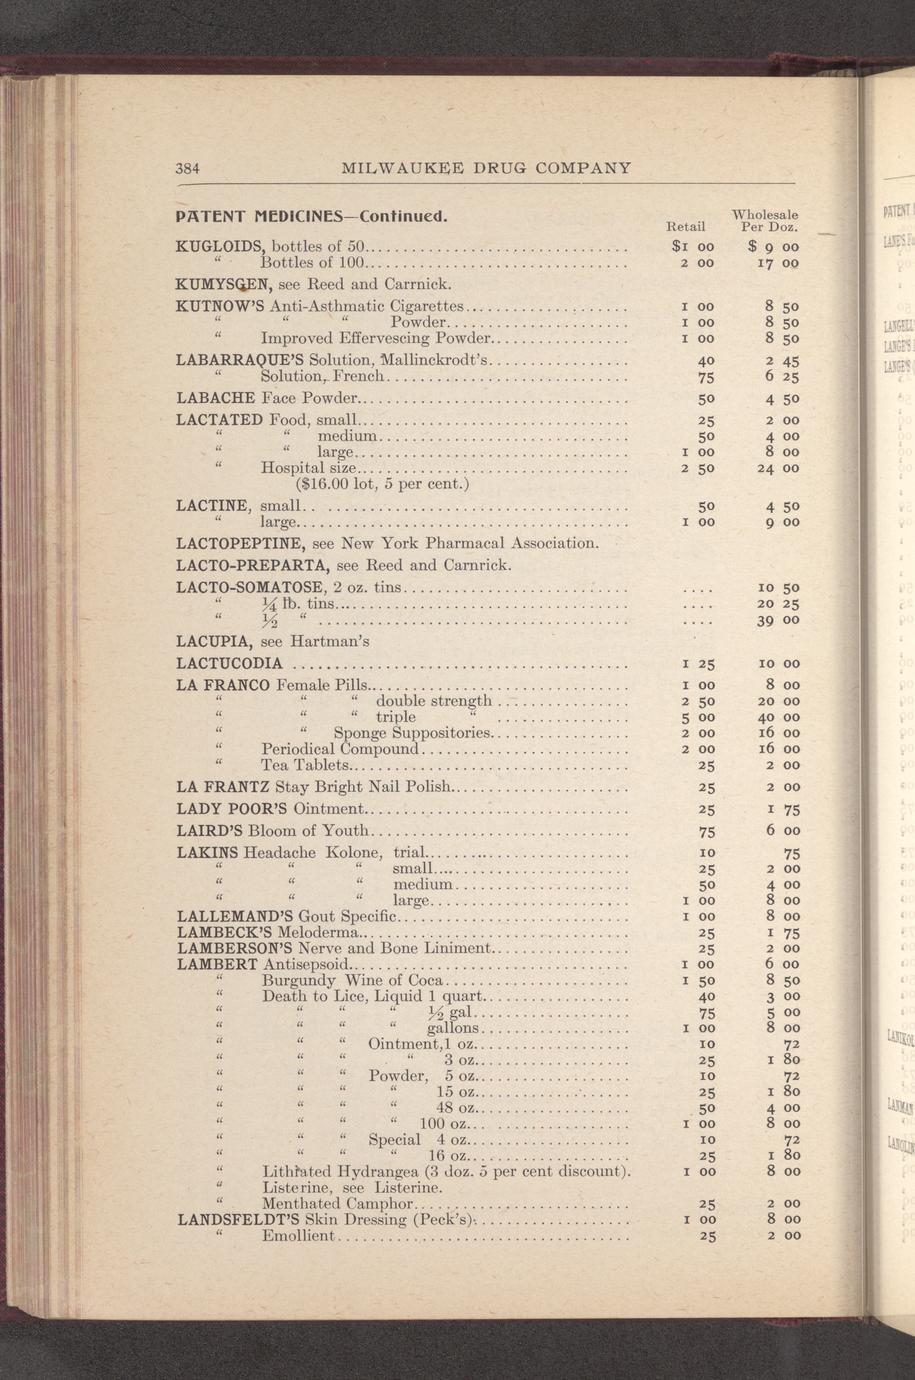 384 MILWAUKEE DRUG COMPANY
PATENT MEDICINES—Continued.
Retail Wholesale Per Doz.
KUGLOIDS, bottles of 50 $1 00 $ 9 00
“ Bottles of 100 2 00 17 00
KUMYSGEN, see Reed and Carrnick.
KUTNOW'S Anti-Asthmatic Cigarettes 1 00 8 50
“ “ “ Powder 1 00 8 50
“ Improved Effervescing Powder 1 00 8 50
LABARRAQUE'S Solution, Mallinckrodt's 40 2 45
“ Solution, French 75 6 25
LABACHE Face Powder 50 4 50
LACTATED Food, small 25 2 00
“ “ medium 50 4 00
“ “ large 1 00 8 00
“ Hospital size 2 50 24 00
($16.00 lot, 5 per cent.)
LACTINE, small 50 4 50
“ large 1 00 9 00
LACTOPEPTINE, see New York Pharmacal Association.
LACTO-PREPARTA, see Reed and Carnrick.
LACTO-SOMATOSE, 2 oz. tins .... 10 50
“ ¼ lb. tins .... 20 25
“ ½ “ .... 39 00
LACUPIA, see Hartman's
LACTUCODIA 1 25 10 00
LA FRANCO Female Pills 1 00 8 00
“ “ “ double strength 2 50 20 00
“ “ “ triple “ 5 00 40 00
“ “ Sponge Suppositories 2 00 16 00
“ Periodical Compound 2 00 16 00
“ Tea Tablets 25 2 00
LA FRANTZ Stay Bright Nail Polish 25 2 00
LADY POOR'S Ointment 25 1 75
LAIRD'S Bloom of Youth 75 6 00
LAKINS Headache Kolone, trial 10 75
“ “ “ small 25 2 00
“ “ “ medium 50 4 00
“ “ “ large 1 00 8 00
LALLEMAND'S Gout Specific 1 00 8 00
LAMBECK'S Meloderma 25 1 75
LAMBERSON'S Nerve and Bone Liniment 25 2 00
LAMBERT Antisepsoid 1 00 6 00
“ Burgundy Wine of Coca 1 50 8 50
“ Death to Lice, Liquid 1 quart 40 3 00
“ “ “ “ ½ gal 75 5 00
“ “ “ “ gallons 1 00 8 00
“ “ “ Ointment, 1 oz. 10 72
“ “ “ “ 3 oz. 25 1 80
“ “ “ Powder, 5 oz. 10 72
“ “ “ “ 15 oz. 25 1 80
“ “ “ “ 48 oz. 50 4 00
“ “ “ “ 100 oz. 1 00 8 00
“ “ “ Special 4 oz. 10 72
“ “ “ “ 16 oz. 25 1 80
“ Lithiated Hydrangea (3 doz. 5 per cent discount). 1 00 8 00
“ Listerine, see Listerine.
“ Menthated Camphor 25 2 00
LANDSFELDT'S Skin Dressing (Peck's) 1 00 8 00
“ Emollient 25 2 00